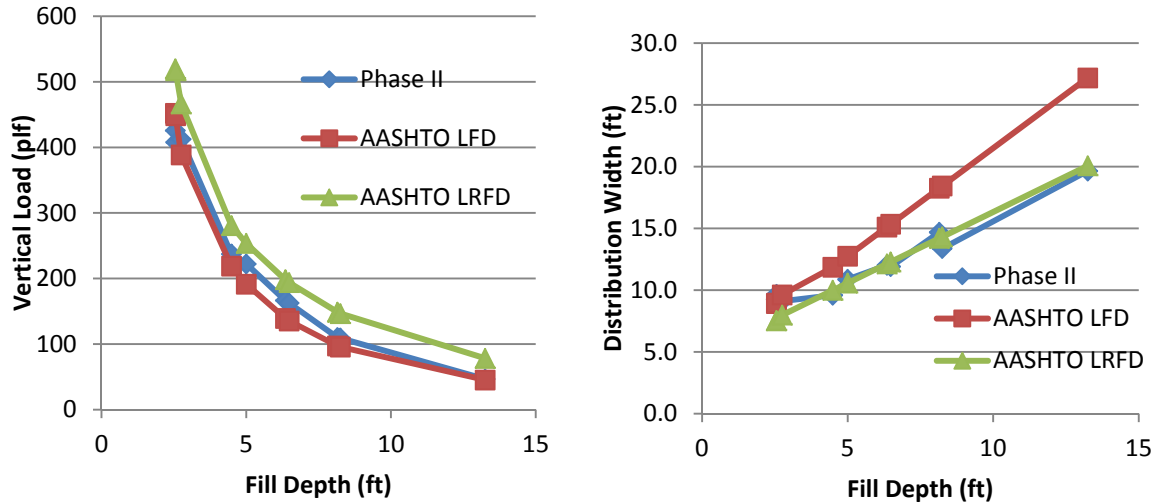 600
500
400
300
200
100
0
Vertical Load (plf)
Phase II
AASHTO LFD
AASHTO LRFD
0 5 10 15
Fill Depth (ft)
30.0
25.0
20.0
15.0
10.0
5.0
0.0
Distribution Width (ft)
Phase II
AASHTO LFD
AASHTO LRFD
0 5 10 15
Fill Depth (ft)